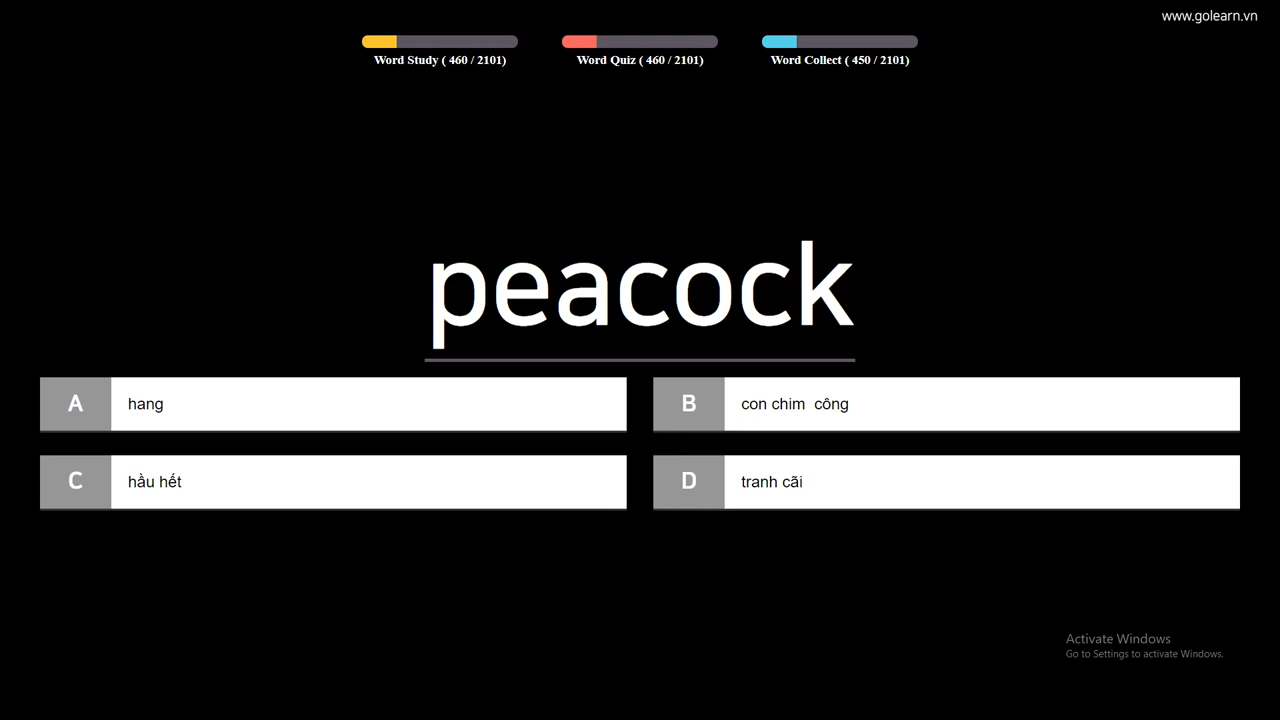 www.golearn.vn
Word Study ( 460 / 2101)
Word Quiz ( 460 / 2101)
Word Collect ( 450 / 2101)
peacock
A hang
B con chim  công
C hầu hết
D tranh cãi
Activate Windows
Go to Settings to activate Windows.